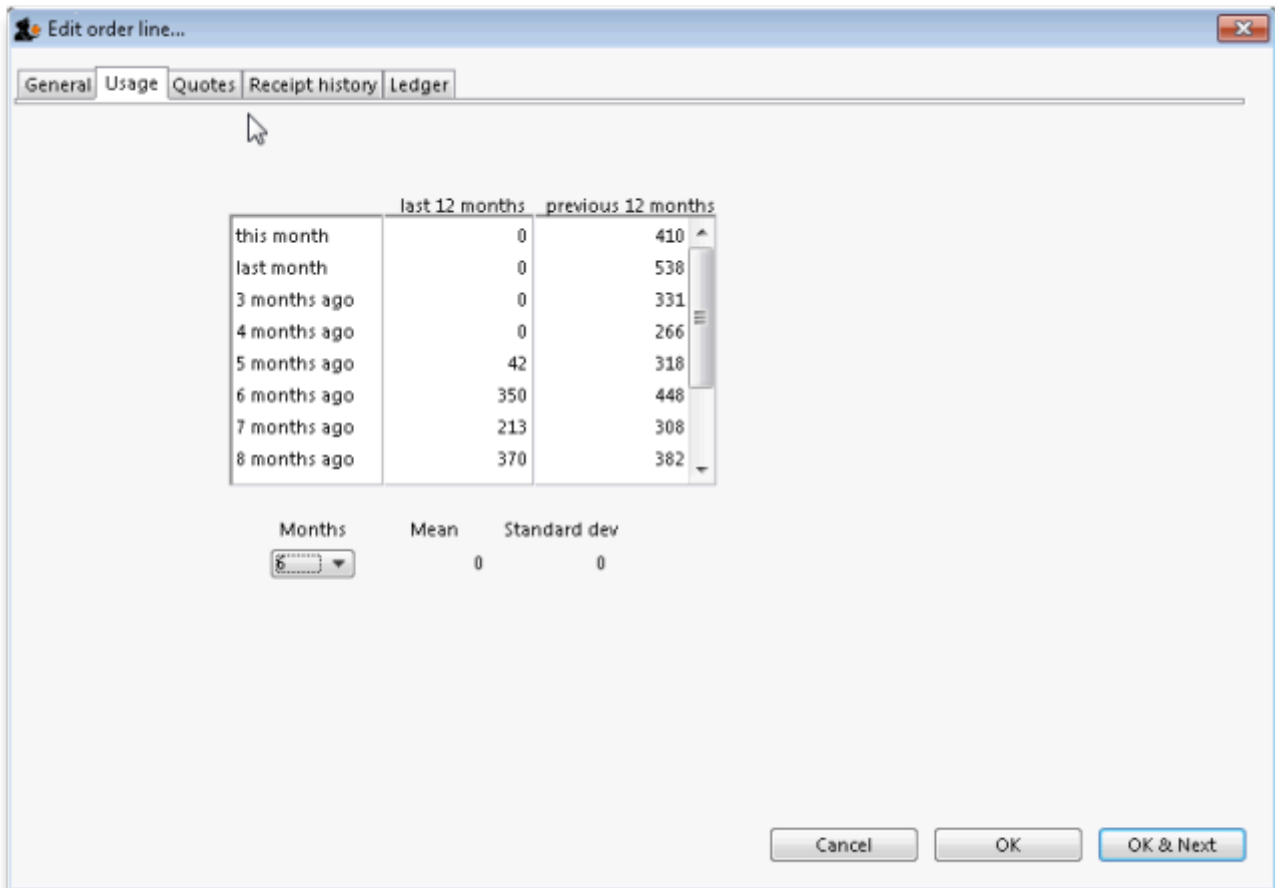 Edit order line...
General Usage Quotes Receipt history Ledger
last 12 months previous 12 months
this month 0 410
last month 0 538
3 months ago 0 331
4 months ago 0 266
5 months ago 42 318
6 months ago 350 448
7 months ago 213 308
8 months ago 370 382
Months Mean Standard dev
6 0 0
Cancel OK OK & Next